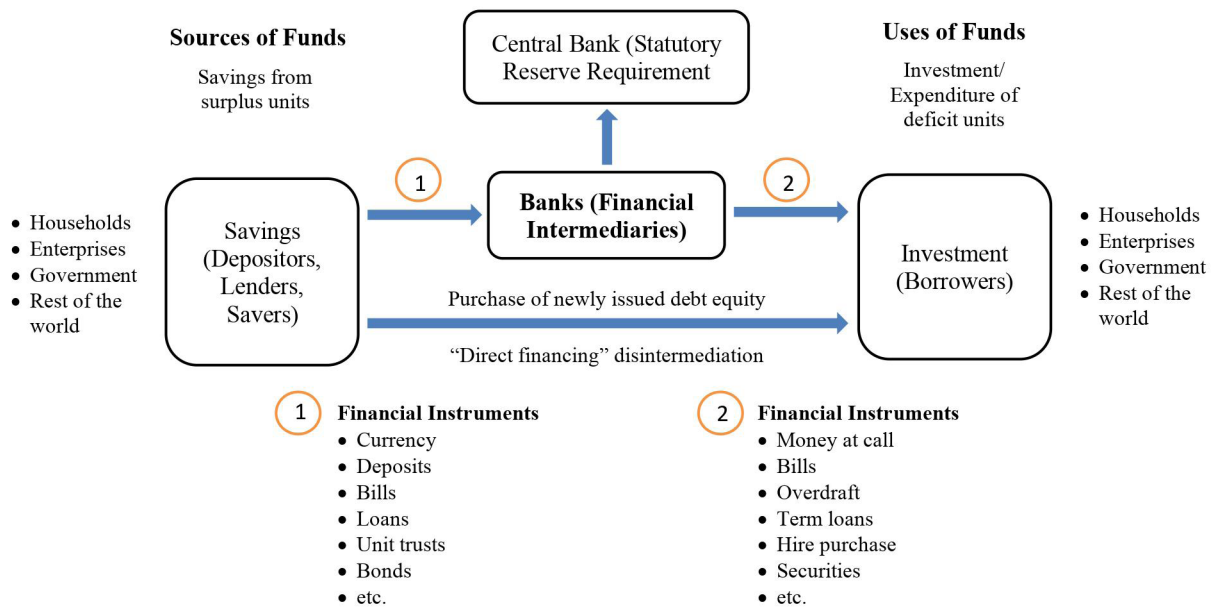 Sources of Funds
Savings from
surplus units
Central Bank (Statutory
Reserve Requirement
Uses of Funds
Investment/
Expenditure of
deficit units
1
2
• Households
• Enterprises
• Government
• Rest of the
world
Savings
(Depositors,
Lenders,
Savers)
Banks (Financial
Intermediaries)
Investment
(Borrowers)
• Households
• Enterprises
• Government
• Rest of the
world
Purchase of newly issued debt equity
“Direct financing” disintermediation
1
Financial Instruments
• Currency
• Deposits
• Bills
• Loans
• Unit trusts
• Bonds
• etc.
2
Financial Instruments
• Money at call
• Bills
• Overdraft
• Term loans
• Hire purchase
• Securities
• etc.